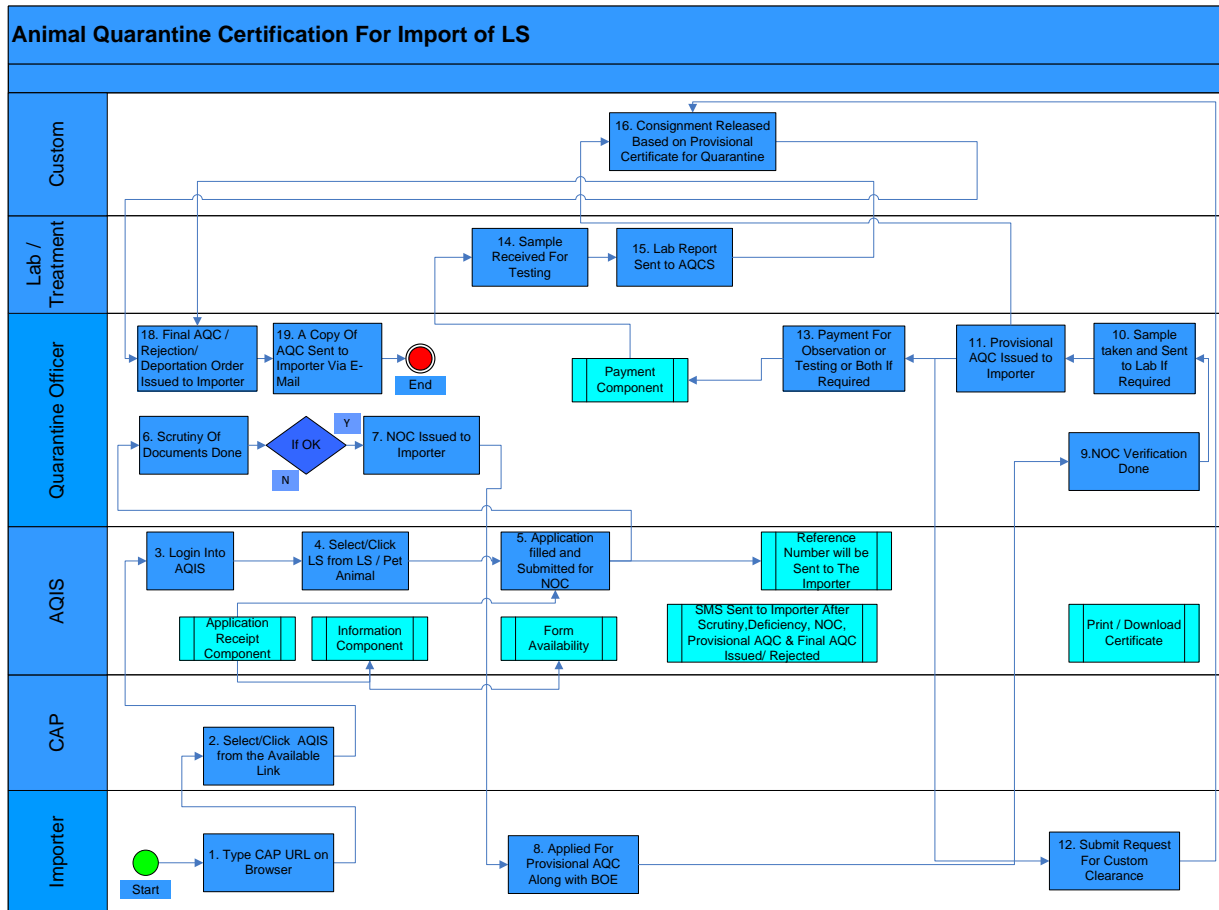 Animal Quarantine Certification For Import of LS
Custom
16. Consignment Released
Based on Provisional
Certificate for Quarantine
Lab /
Treatment
14. Sample
Received For
Testing
15. Lab Report
Sent to AQCS
Quarantine Officer
18. Final AQC /
Rejection/
Deportation Order
Issued to Importer
19. A Copy Of
AQC Sent to
Importer Via E-
Mail
End
Payment
Component
13. Payment For
Observation or
Testing or Both If
Required
11. Provisional
AQC Issued to
Importer
10. Sample
taken and Sent
to Lab If
Required
6. Scrutiny Of
Documents Done
If OK
Y
N
7. NOC Issued to
Importer
9.NOC Verification
Done
AQIS
3. Login Into
AQIS
4. Select/Click
LS from LS / Pet
Animal
5. Application
filled and
Submitted for
NOC
Reference
Number will be
Sent to The
Importer
Application
Receipt
Component
Information
Component
Form
Availability
SMS Sent to Importer After
Scrutiny,Deficiency, NOC,
Provisional AQC & Final AQC
Issued/ Rejected
Print / Download
Certificate
CAP
2. Select/Click AQIS
from the Available
Link
Importer
Start
1. Type CAP URL on
Browser
8. Applied For
Provisional AQC
Along with BOE
12. Submit Request
For Custom
Clearance